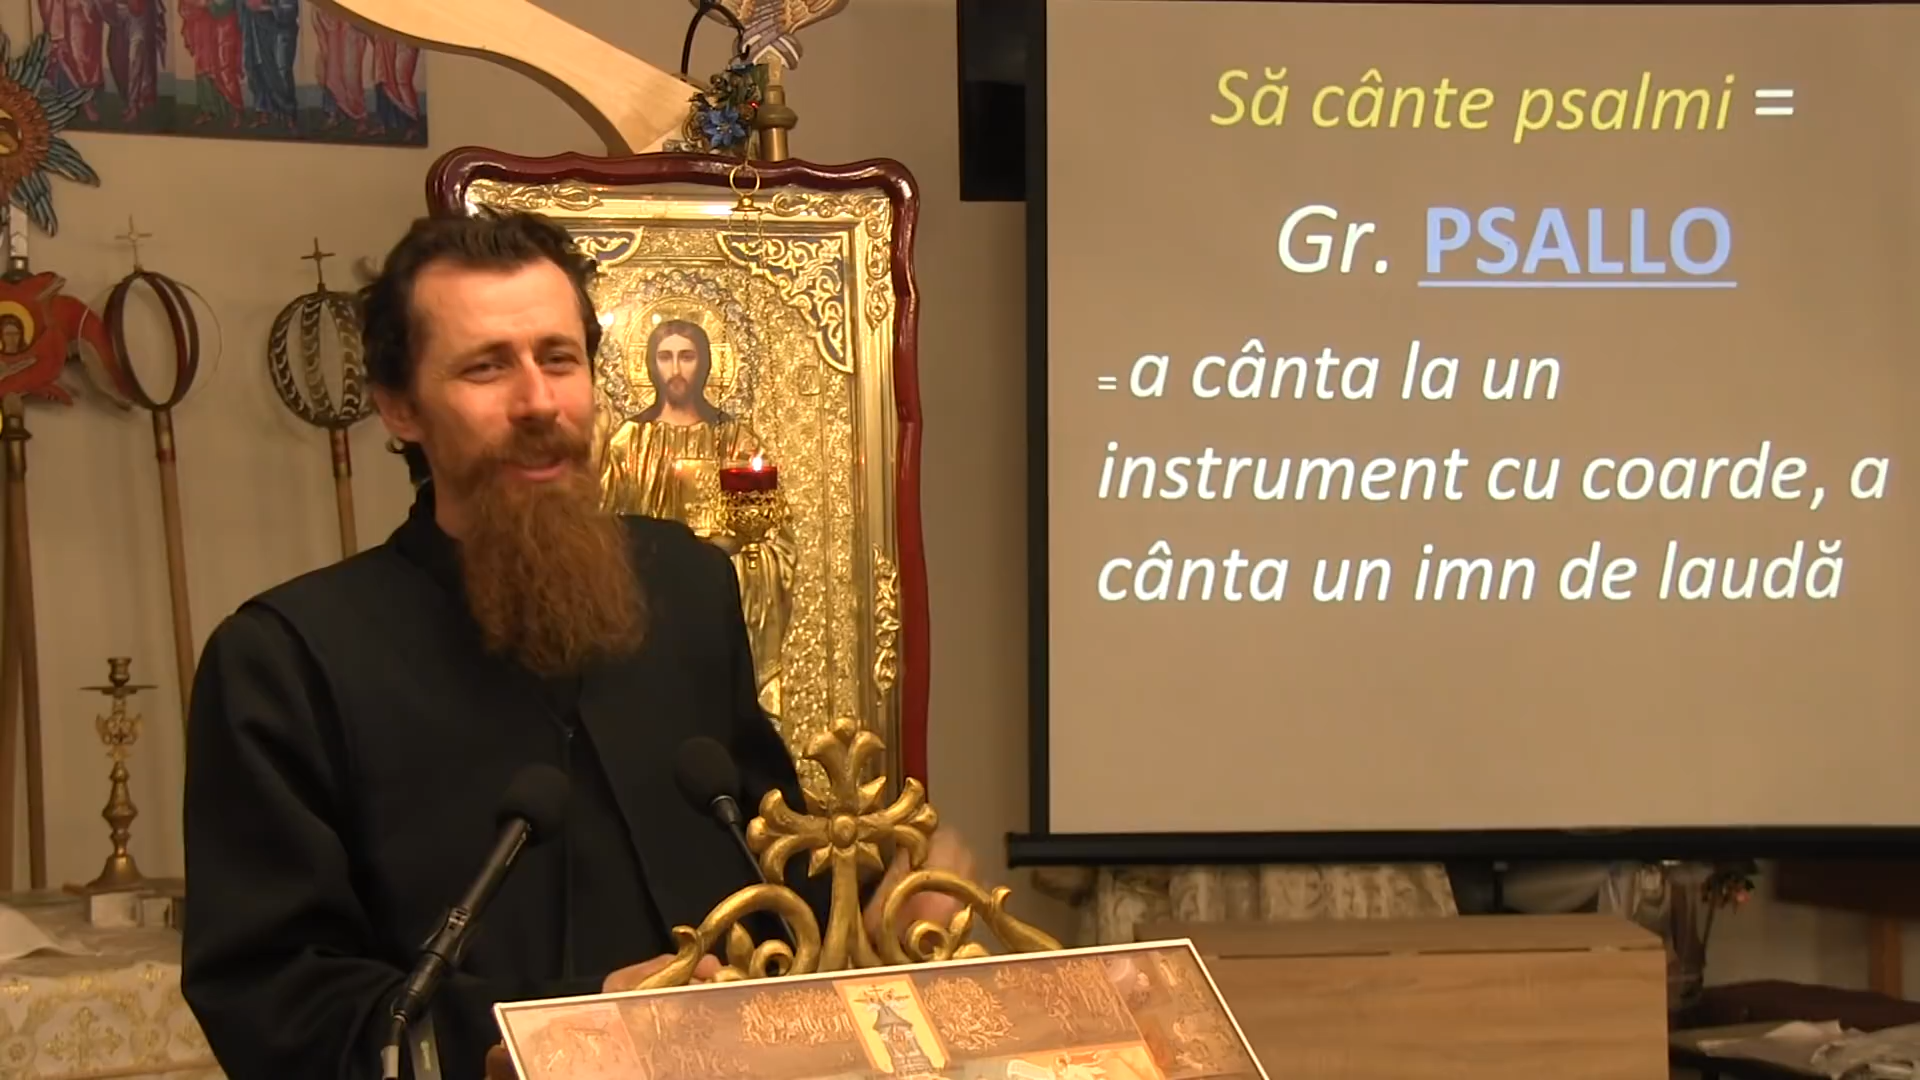 Să cânte psalmi =
Gr. PSALLO
= a cânta la un
instrument cu coarde, a
cânta un imn de laudă